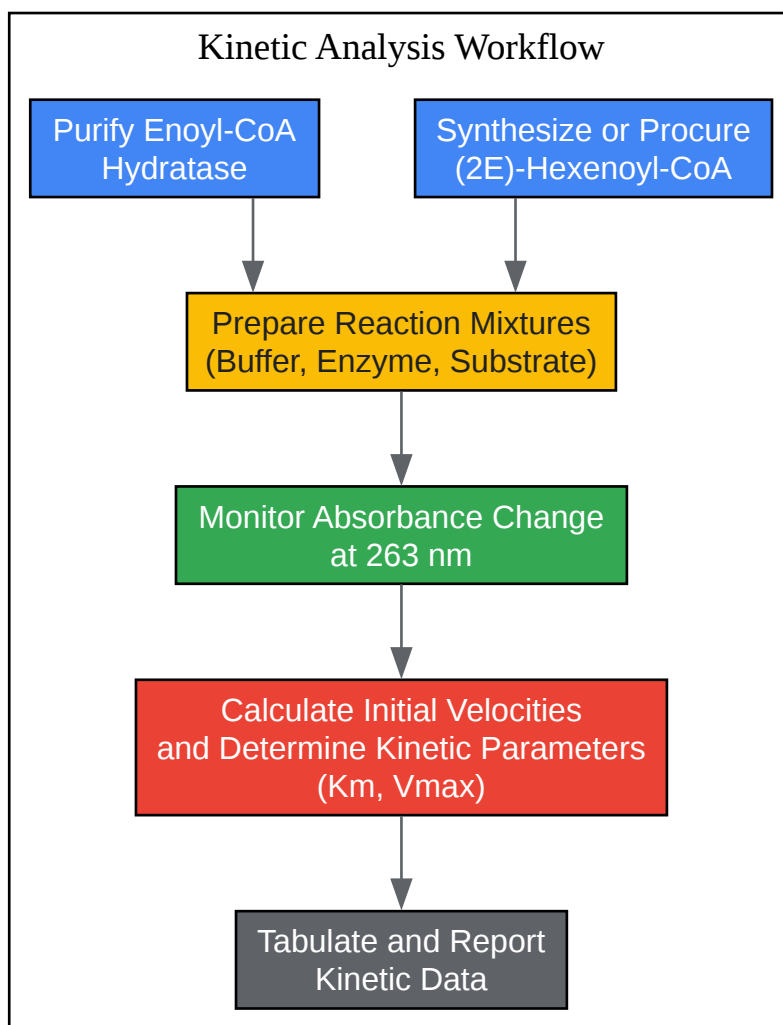 Kinetic Analysis Workflow
Purify Enoyl-CoA
Hydratase
Synthesize or Procure
(2E)-Hexenoyl-CoA
Prepare Reaction Mixtures
(Buffer, Enzyme, Substrate)
Monitor Absorbance Change
at 263 nm
Calculate Initial Velocities
and Determine Kinetic Parameters
(Km, Vmax)
Tabulate and Report
Kinetic Data